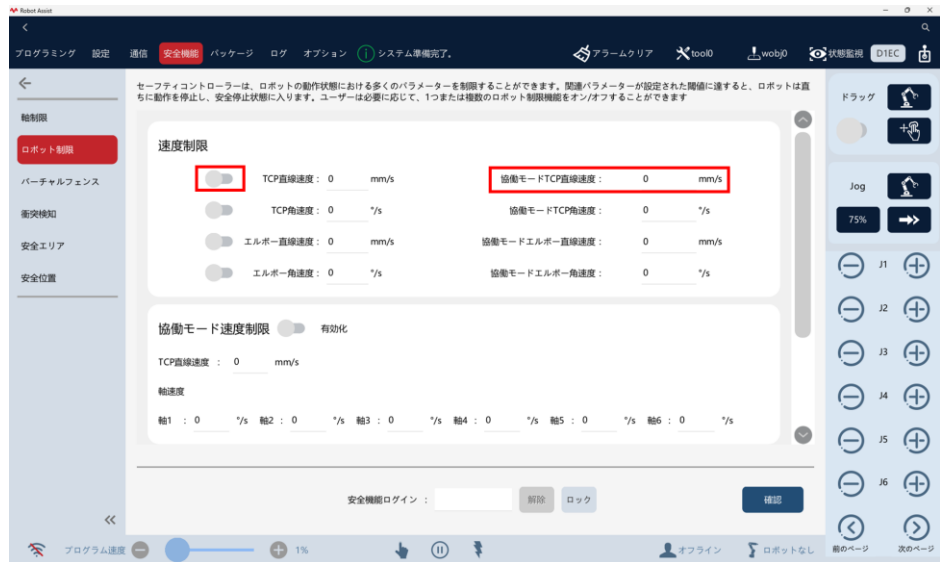 Robot Assist
プログラミング 設定 通信 安全機能 パッケージ ログ オプション システム準備完了。 アラームクリア tool0 wobj0 状態監視 D1EC
セーフティコントローラーは、ロボットの動作状態における多くのパラメーターを制限することができます。関連パラメーターが設定された閾値に達すると、ロボットは直
ちに動作を停止し、安全停止状態に入ります。ユーザーは必要に応じて、1つまたは複数のロボット制限機能をオン/オフすることができます
軸制限
ロボット制限
バーチャルフェンス
衝突検知
安全エリア
安全位置
速度制限
TCP直線速度： 0 mm/s 協働モードTCP直線速度： 0 mm/s
TCP角速度： 0 °/s 協働モードTCP角速度： 0 °/s
エルボー直線速度： 0 mm/s 協働モードエルボー直線速度： 0 mm/s
エルボー角速度： 0 °/s 協働モードエルボー角速度： 0 °/s
協働モード速度制限 有効化
TCP直線速度 ： 0 mm/s
軸速度
軸1 ： 0 °/s 軸2 ： 0 °/s 軸3 ： 0 °/s 軸4 ： 0 °/s 軸5 ： 0 °/s 軸6 ： 0 °/s
安全機能ログイン ： 解除 ロック 確認
ドラッグ
Jog
75%
J1
J2
J3
J4
J5
J6
前のページ 次のページ
プログラム速度 1% オフライン ロボットなし